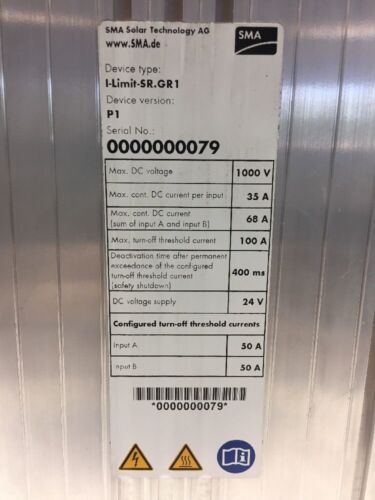 SMA Solar Technology AG
www.SMA.de
SMA
Device type:
I-Limit-SR.GR1
Device version:
P1
Serial No.:
0000000079
Max. DC voltage 1000 V
Max. cont. DC current per input 35 A
Max. cont. DC current
(sum of input A and input B) 68 A
Max. turn-off threshold current 100 A
Deactivation time after permanent
exceedance of the configured
turn-off threshold current
(safety shutdown) 400 ms
DC voltage supply 24 V
Configured turn-off threshold currents
Input A 50 A
Input B 50 A
*0000000079*